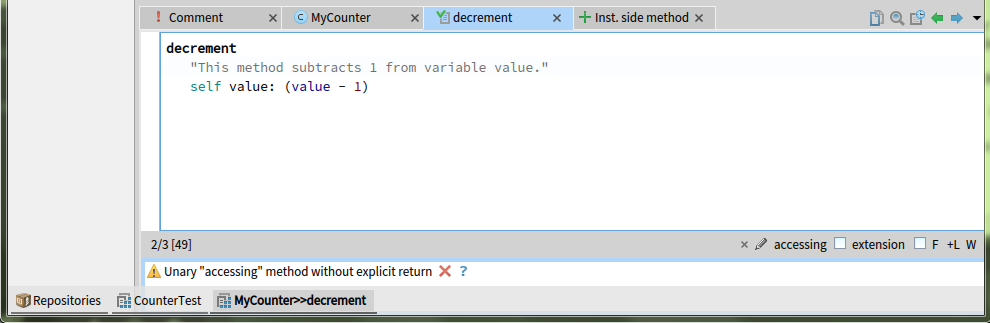 Comment MyCounter decrement Inst. side method
decrement
"This method subtracts 1 from variable value."
self value: (value - 1)
2/3 [49] accessing extension F +L W
Unary "accessing" method without explicit return ?
Repositories CounterTest MyCounter>>decrement